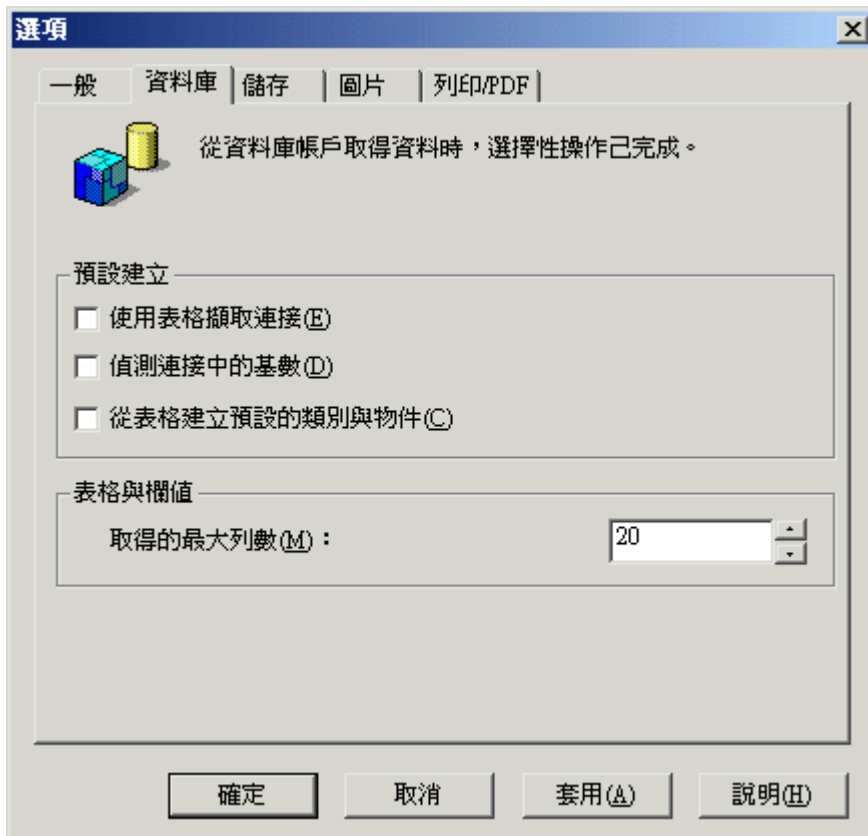 選項
一般
資料庫
儲存
圖片
列印/PDF
從資料庫帳戶取得資料時，選擇性操作已完成。
預設建立
使用表格擷取連接(E)
偵測連接中的基數(D)
從表格建立預設的類別與物件(C)
表格與欄值
取得的最大列數(M)：
20
確定
取消
套用(A)
說明(H)